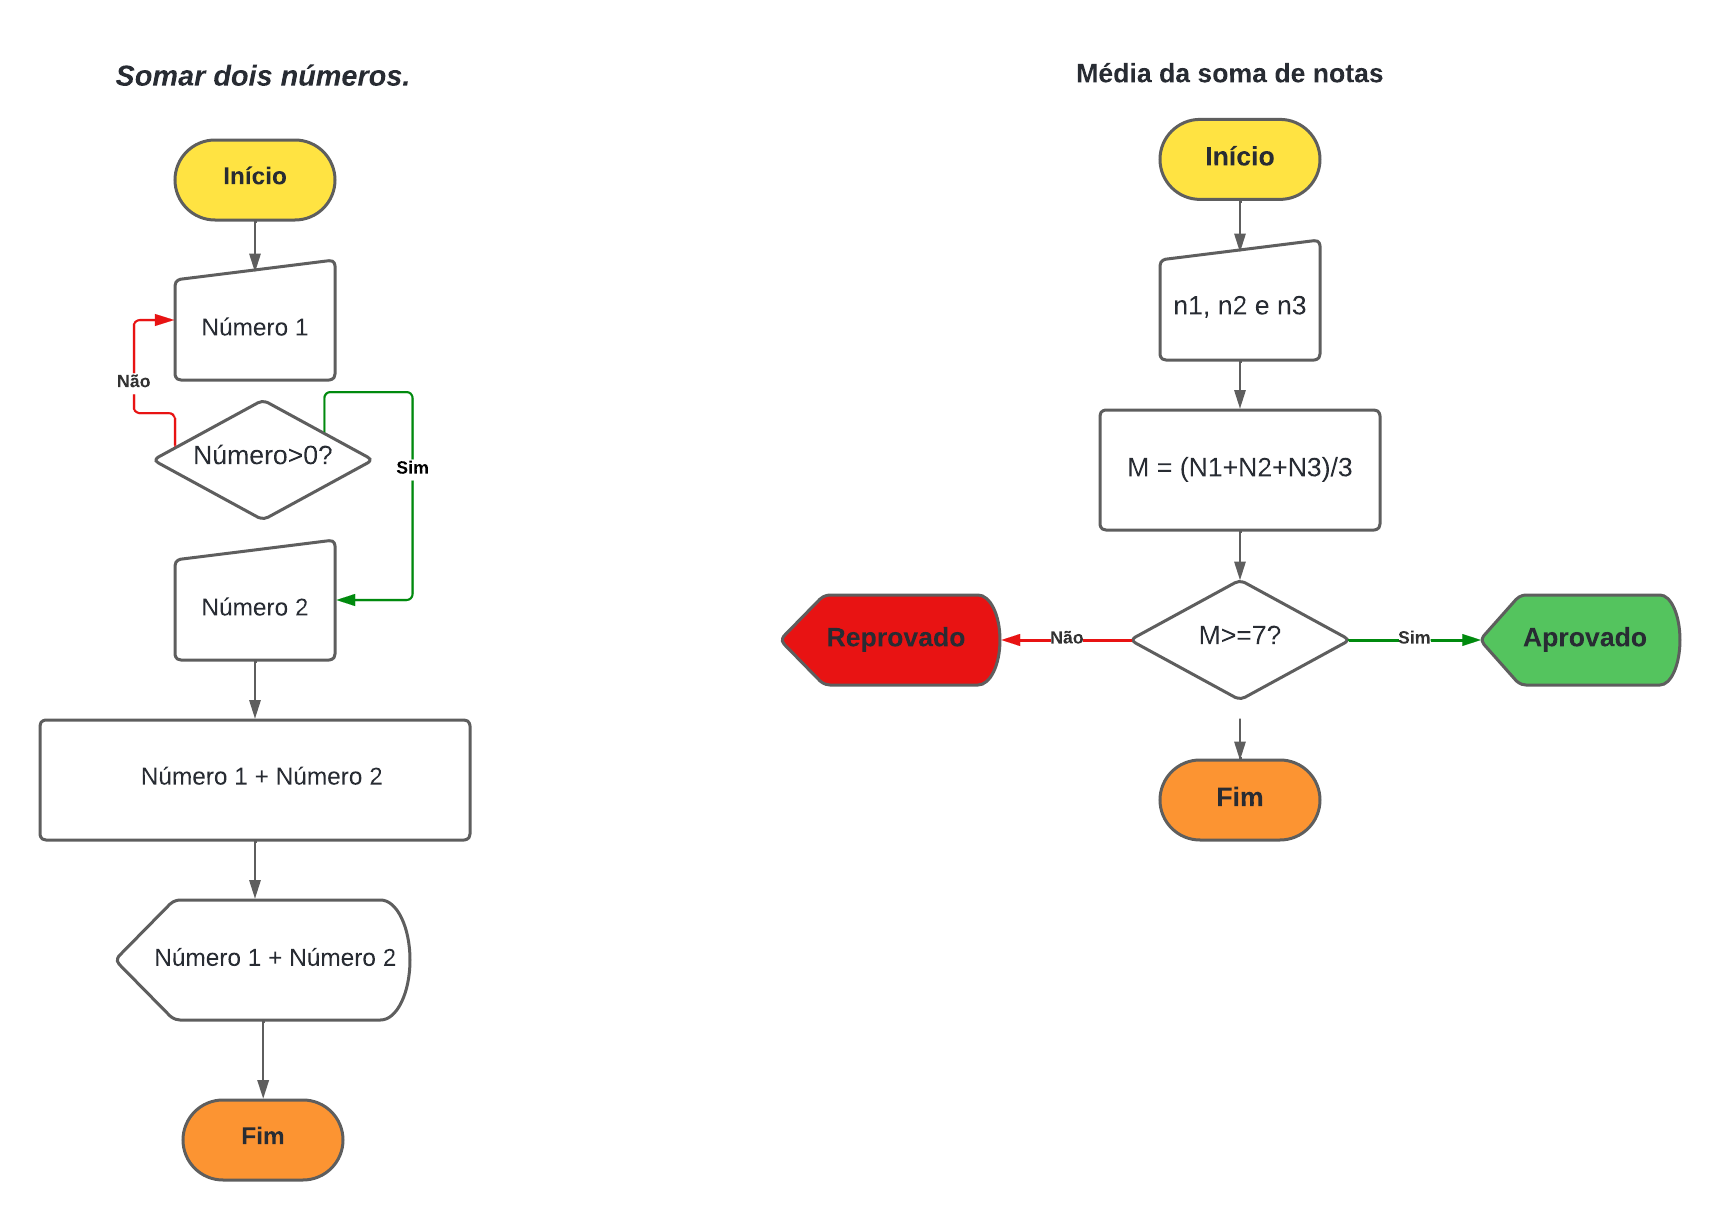 Somar dois números.
Início
Número 1
Não
Número>0?
Sim
Número 2
Número 1 + Número 2
Número 1 + Número 2
Fim
Média da soma de notas
Início
n1, n2 e n3
M = (N1+N2+N3)/3
M>=7?
Não
Reprovado
Sim
Aprovado
Fim